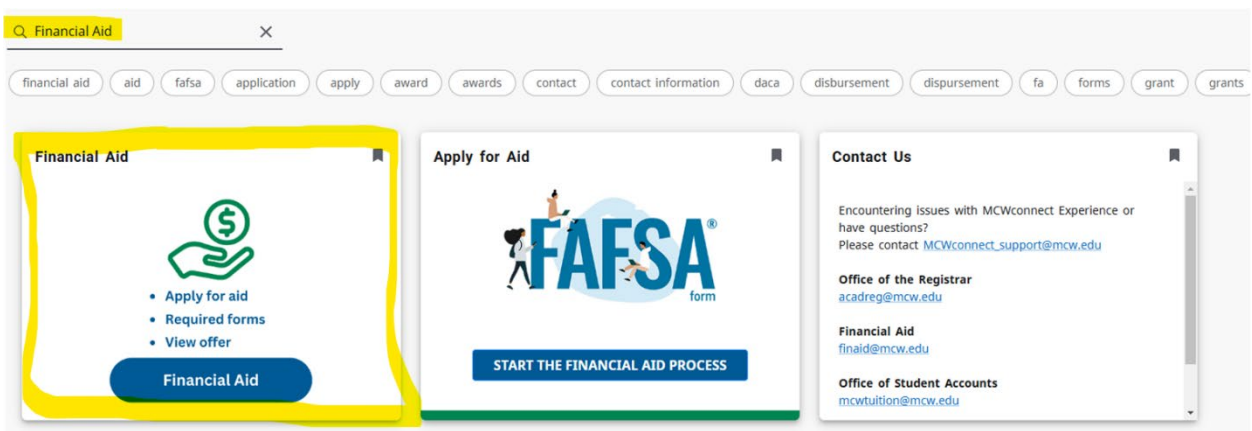 Financial Aid
financial aid aid fafsa application apply award awards contact contact information daca disbursement dispursement fa forms grant grants
Financial Aid
$
• Apply for aid
• Required forms
• View offer
Financial Aid
Apply for Aid
FAFSA®
form
START THE FINANCIAL AID PROCESS
Contact Us
Encountering issues with MCWconnect Experience or
have questions?
Please contact MCWconnect_support@mcw.edu
Office of the Registrar
acadreg@mcw.edu
Financial Aid
finaid@mcw.edu
Office of Student Accounts
mcwtuition@mcw.edu